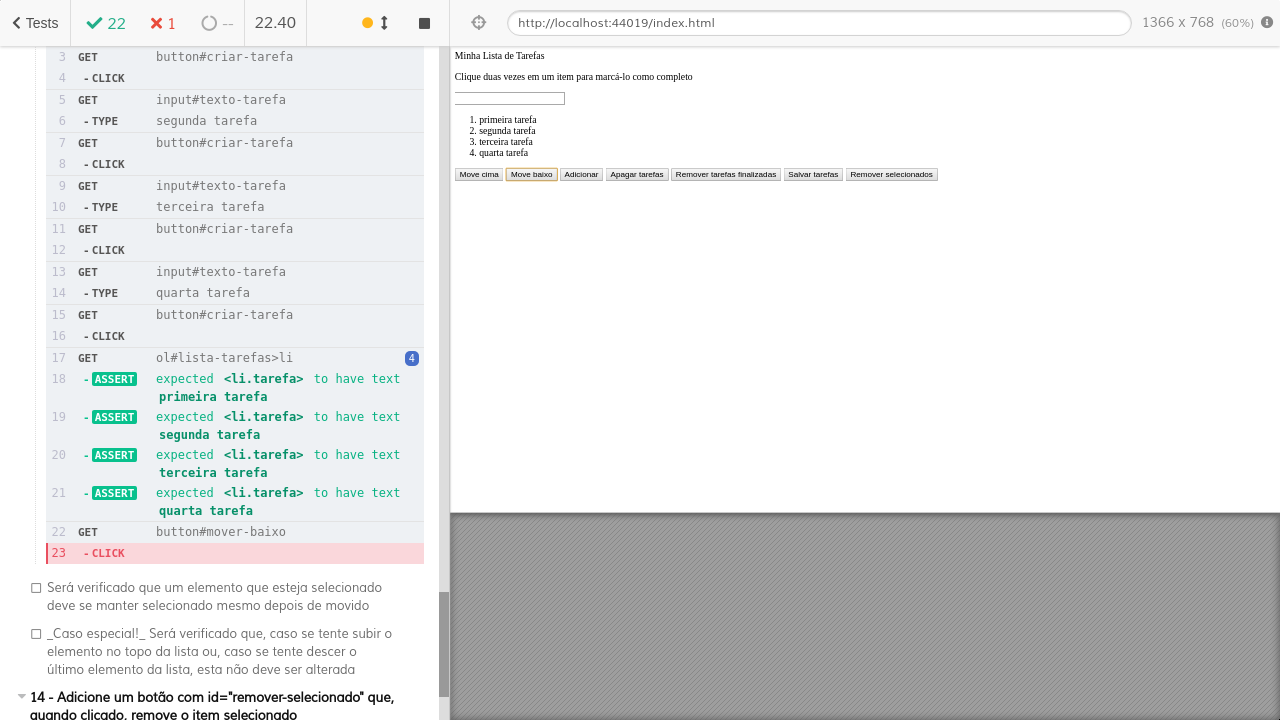 Tests
22
1
--
22.40
http://localhost:44019/index.html
1366 x 768 (60%)
3 GET button#criar-tarefa
4 -CLICK
5 GET input#texto-tarefa
6 -TYPE segunda tarefa
7 GET button#criar-tarefa
8 -CLICK
9 GET input#texto-tarefa
10 -TYPE terceira tarefa
11 GET button#criar-tarefa
12 -CLICK
13 GET input#texto-tarefa
14 -TYPE quarta tarefa
15 GET button#criar-tarefa
16 -CLICK
17 GET ol#lista-tarefas>li 4
18 -ASSERT expected <li.tarefa> to have text
primeira tarefa
19 -ASSERT expected <li.tarefa> to have text
segunda tarefa
20 -ASSERT expected <li.tarefa> to have text
terceira tarefa
21 -ASSERT expected <li.tarefa> to have text
quarta tarefa
22 GET button#mover-baixo
23 -CLICK
Será verificado que um elemento que esteja selecionado
deve se manter selecionado mesmo depois de movido
_Caso especial!_ Será verificado que, caso se tente subir o
elemento no topo da lista ou, caso se tente descer o
último elemento da lista, esta não deve ser alterada
14 - Adicione um botão com id="remover-selecionado" que,
quando clicado, remove o item selecionado
Minha Lista de Tarefas
Clique duas vezes em um item para marcá-lo como completo
1. primeira tarefa
2. segunda tarefa
3. terceira tarefa
4. quarta tarefa
Move cima Move baixo Adicionar Apagar tarefas Remover tarefas finalizadas Salvar tarefas Remover selecionados